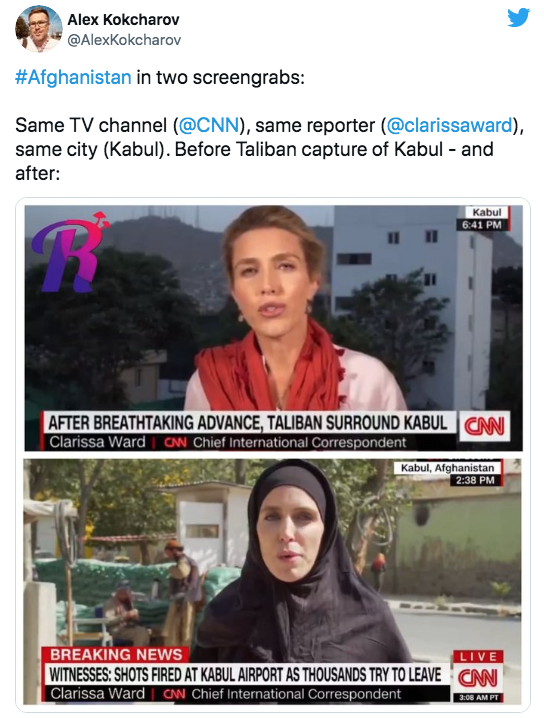 Alex Kokcharov
@AlexKokcharov
#Afghanistan in two screengrabs:
Same TV channel (@CNN), same reporter (@clarissaward),
same city (Kabul). Before Taliban capture of Kabul - and
after:
R
Kabul
6:41 PM
AFTER BREATHTAKING ADVANCE, TALIBAN SURROUND KABUL
CNN
Clarissa Ward | CNN Chief International Correspondent
Kabul, Afghanistan
2:38 PM
BREAKING NEWS
LIVE
WITNESSES: SHOTS FIRED AT KABUL AIRPORT AS THOUSANDS TRY TO LEAVE
CNN
Clarissa Ward | CNN Chief International Correspondent
3:08 AM PT